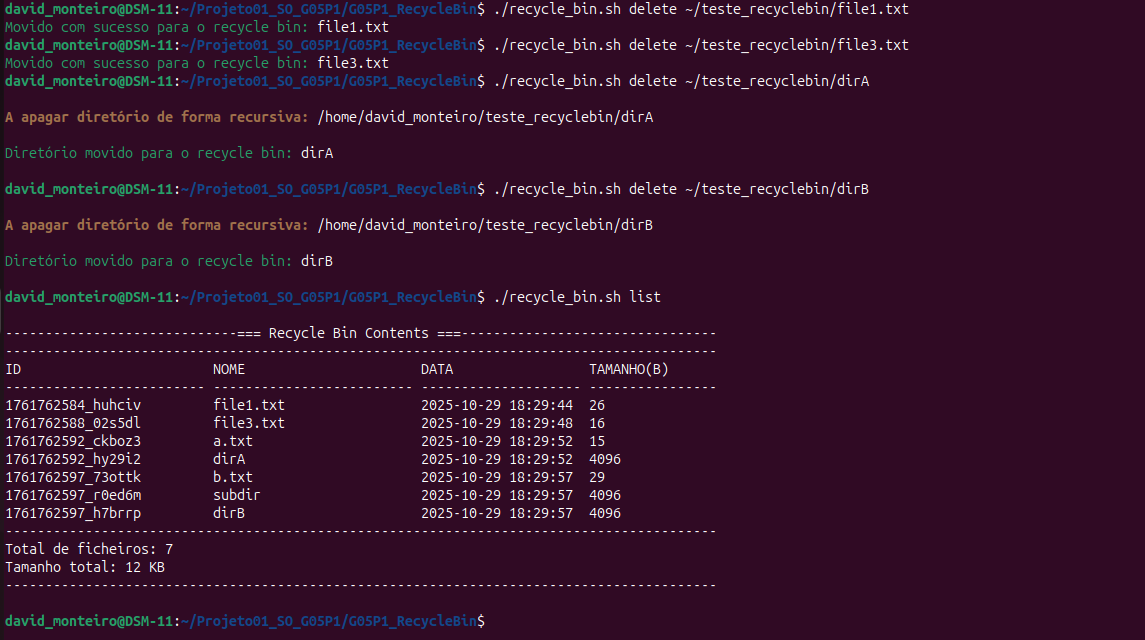 david_monteiro@DSM-11:~/Projeto01_SO_G05P1/G05P1_RecycleBin$ ./recycle_bin.sh delete ~/teste_recyclebin/file1.txt
Movido com sucesso para o recycle bin: file1.txt
david_monteiro@DSM-11:~/Projeto01_SO_G05P1/G05P1_RecycleBin$ ./recycle_bin.sh delete ~/teste_recyclebin/file3.txt
Movido com sucesso para o recycle bin: file3.txt
david_monteiro@DSM-11:~/Projeto01_SO_G05P1/G05P1_RecycleBin$ ./recycle_bin.sh delete ~/teste_recyclebin/dirA
A apagar diretório de forma recursiva: /home/david_monteiro/teste_recyclebin/dirA
Diretório movido para o recycle bin: dirA
david_monteiro@DSM-11:~/Projeto01_SO_G05P1/G05P1_RecycleBin$ ./recycle_bin.sh delete ~/teste_recyclebin/dirB
A apagar diretório de forma recursiva: /home/david_monteiro/teste_recyclebin/dirB
Diretório movido para o recycle bin: dirB
david_monteiro@DSM-11:~/Projeto01_SO_G05P1/G05P1_RecycleBin$ ./recycle_bin.sh list
-----------------------------=== Recycle Bin Contents ===--------------------------------
-----------------------------------------------------------------------------------------
ID                        NOME                      DATA                 TAMANHO(B)
------------------------- ------------------------- -------------------- ----------------
1761762584_huhciv         file1.txt                 2025-10-29 18:29:44  26
1761762588_02s5dl         file3.txt                 2025-10-29 18:29:48  16
1761762592_ckboz3         a.txt                     2025-10-29 18:29:52  15
1761762592_hy29i2         dirA                      2025-10-29 18:29:52  4096
1761762597_73ottk         b.txt                     2025-10-29 18:29:57  29
1761762597_r0ed6m         subdir                    2025-10-29 18:29:57  4096
1761762597_h7brrp         dirB                      2025-10-29 18:29:57  4096
-----------------------------------------------------------------------------------------
Total de ficheiros: 7
Tamanho total: 12 KB
-----------------------------------------------------------------------------------------
david_monteiro@DSM-11:~/Projeto01_SO_G05P1/G05P1_RecycleBin$